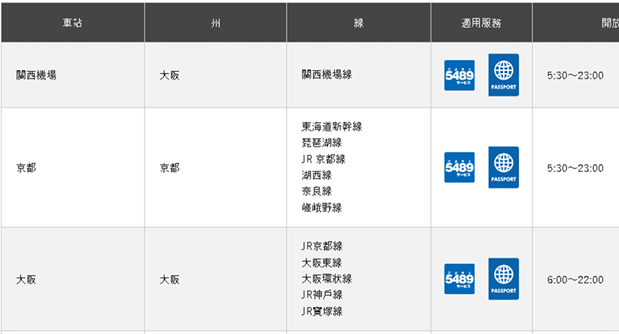 車站 州 線 適用服務 開放
關西機場 大阪 關西機場線 5489 サービス PASSPORT 5:30～23:00
京都 京都 東海道新幹線
琵琶湖線
JR 京都線
湖西線
奈良線
嵯峨野線
5489 サービス PASSPORT 5:30～23:00
大阪 大阪 JR京都線
大阪東線
大阪環狀線
JR神戶線
JR寶塚線
5489 サービス PASSPORT 6:00～22:00